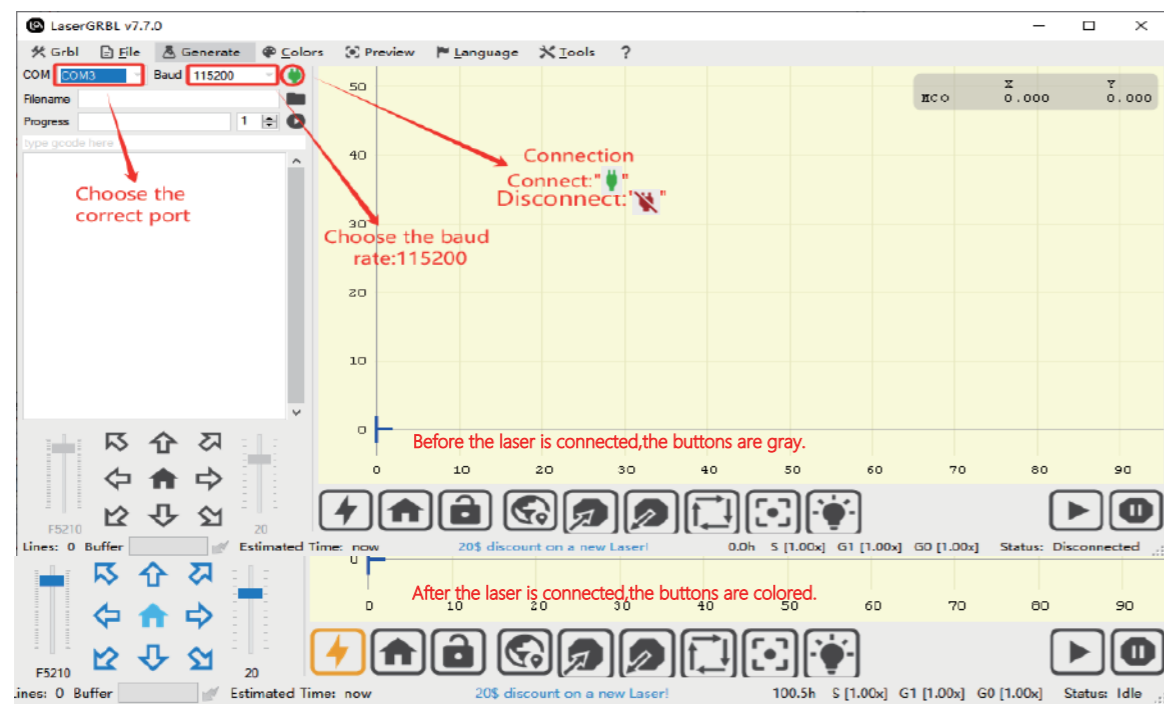 LaserGRBL v7.7.0
Grbl File Generate Colors Preview Language Tools ?
COM COM3 Baud 115200
Filename
Progress 1
type gcode here
X Y
MCO 0.000 0.000
50
40
30
20
10
0
0 10 20 30 40 50 60 70 80 90
Choose the
correct port
Connection
Connect:" "
Disconnect:" "
Choose the baud
rate:115200
Before the laser is connected,the buttons are gray.
F5210 20
Lines: 0 Buffer Estimated Time: now 20$ discount on a new Laser! 0.0h S [1.00x] G1 [1.00x] G0 [1.00x] Status: Disconnected
0
After the laser is connected,the buttons are colored.
0 10 20 30 40 50 60 70 80 90
F5210 20
Lines: 0 Buffer Estimated Time: now 20$ discount on a new Laser! 100.5h S [1.00x] G1 [1.00x] G0 [1.00x] Status: Idle